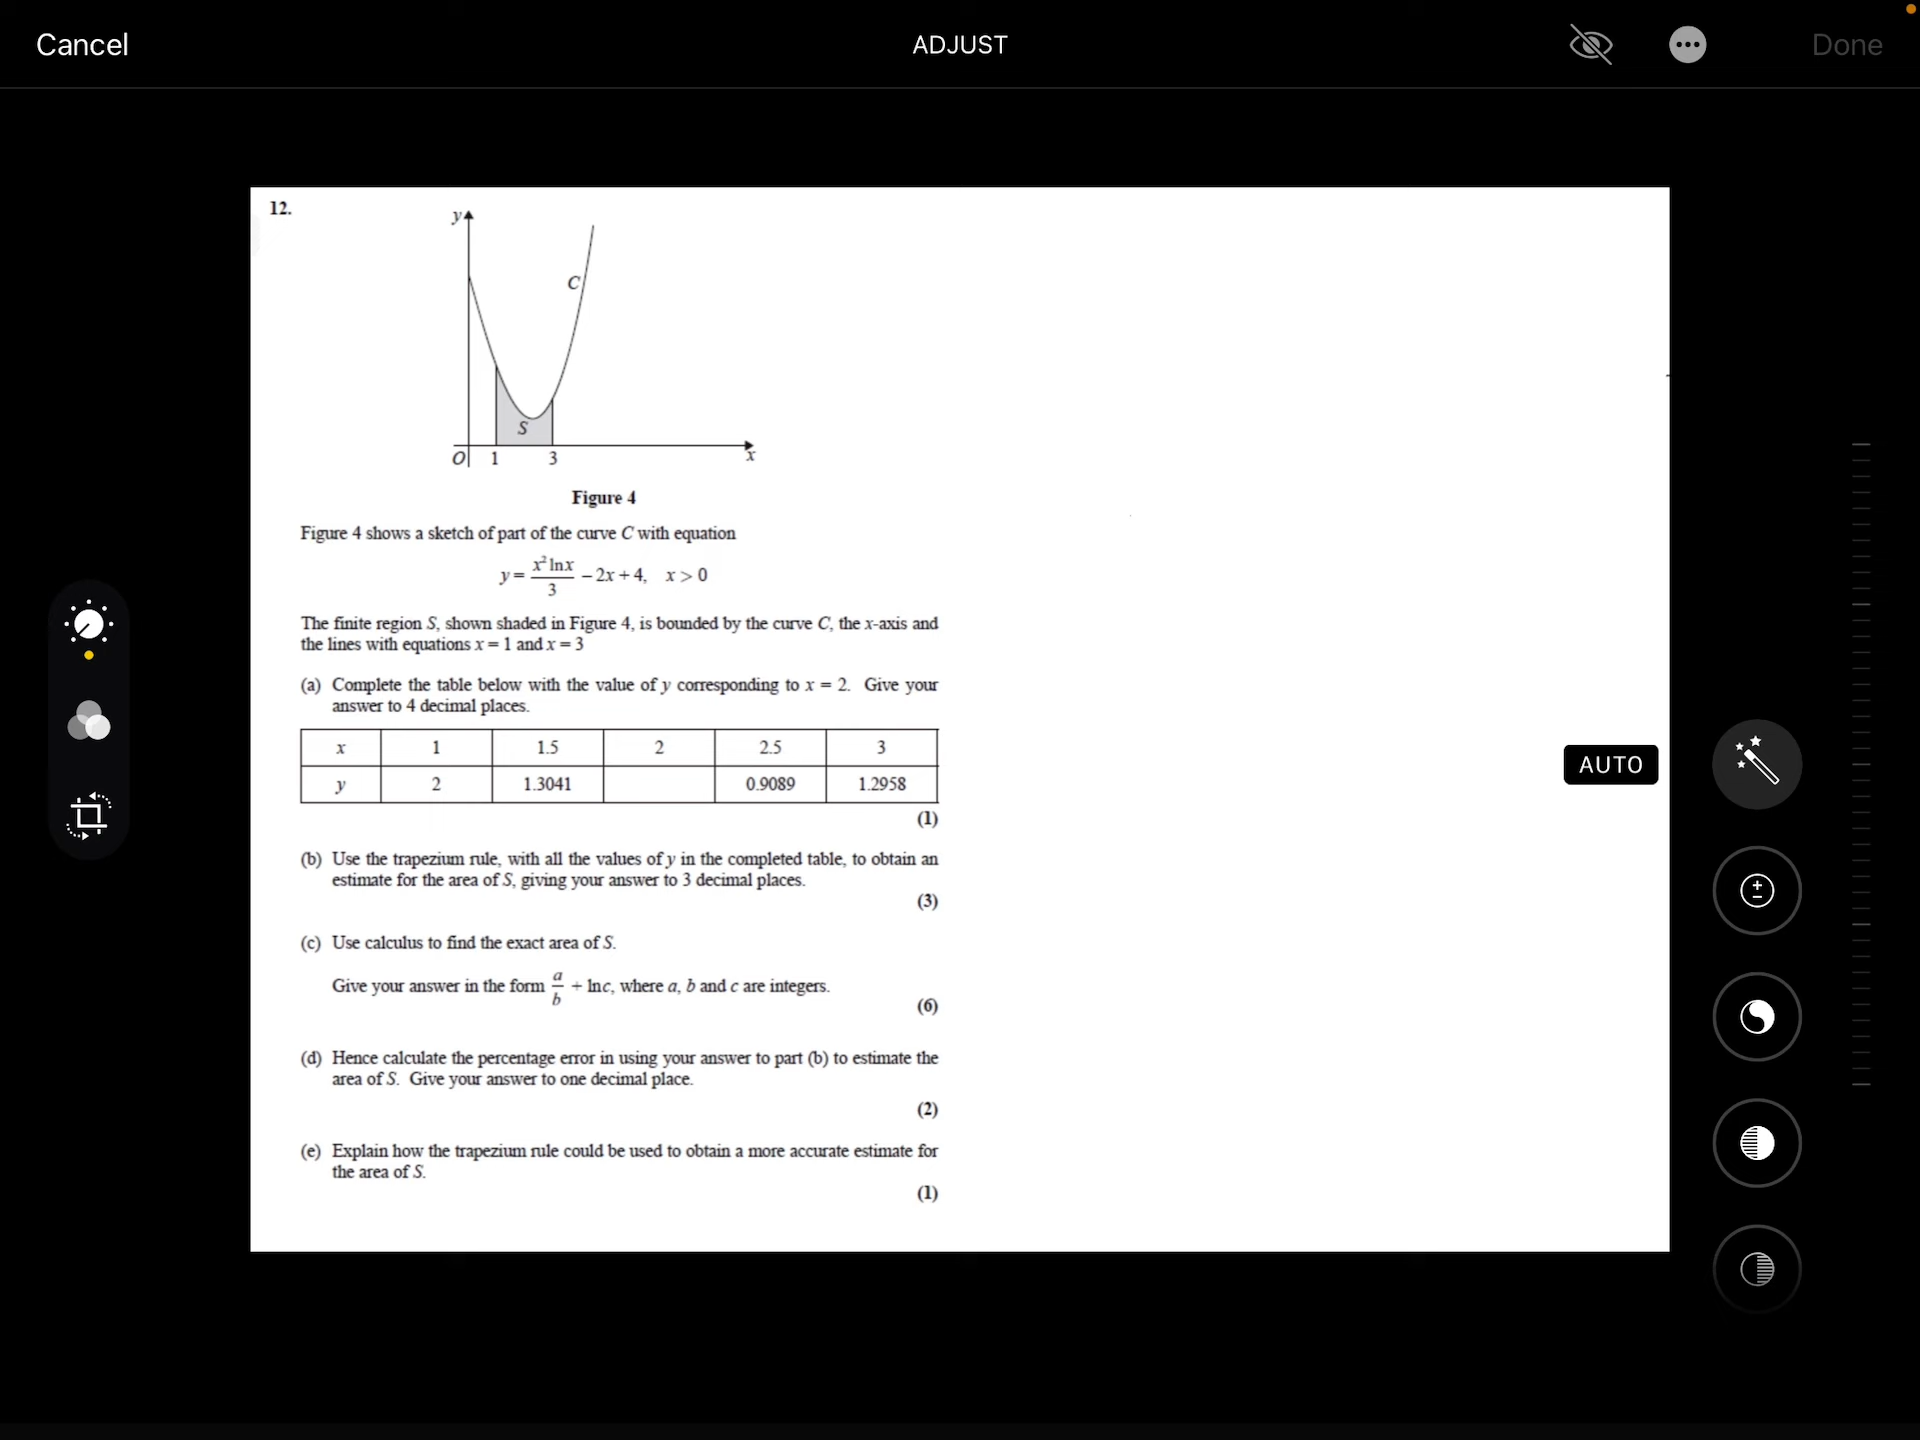 Cancel
ADJUST
Done
12.
y
C
S
O 1 3 x
Figure 4
Figure 4 shows a sketch of part of the curve C with equation
y = x² ln x / 3 − 2x + 4, x > 0
The finite region S, shown shaded in Figure 4, is bounded by the curve C, the x-axis and
the lines with equations x = 1 and x = 3
(a) Complete the table below with the value of y corresponding to x = 2. Give your
answer to 4 decimal places.
x 1 1.5 2 2.5 3
y 2 1.3041 0.9089 1.2958
(1)
(b) Use the trapezium rule, with all the values of y in the completed table, to obtain an
estimate for the area of S, giving your answer to 3 decimal places.
(3)
(c) Use calculus to find the exact area of S.
Give your answer in the form a/b + ln c, where a, b and c are integers.
(6)
(d) Hence calculate the percentage error in using your answer to part (b) to estimate the
area of S. Give your answer to one decimal place.
(2)
(e) Explain how the trapezium rule could be used to obtain a more accurate estimate for
the area of S.
(1)
AUTO